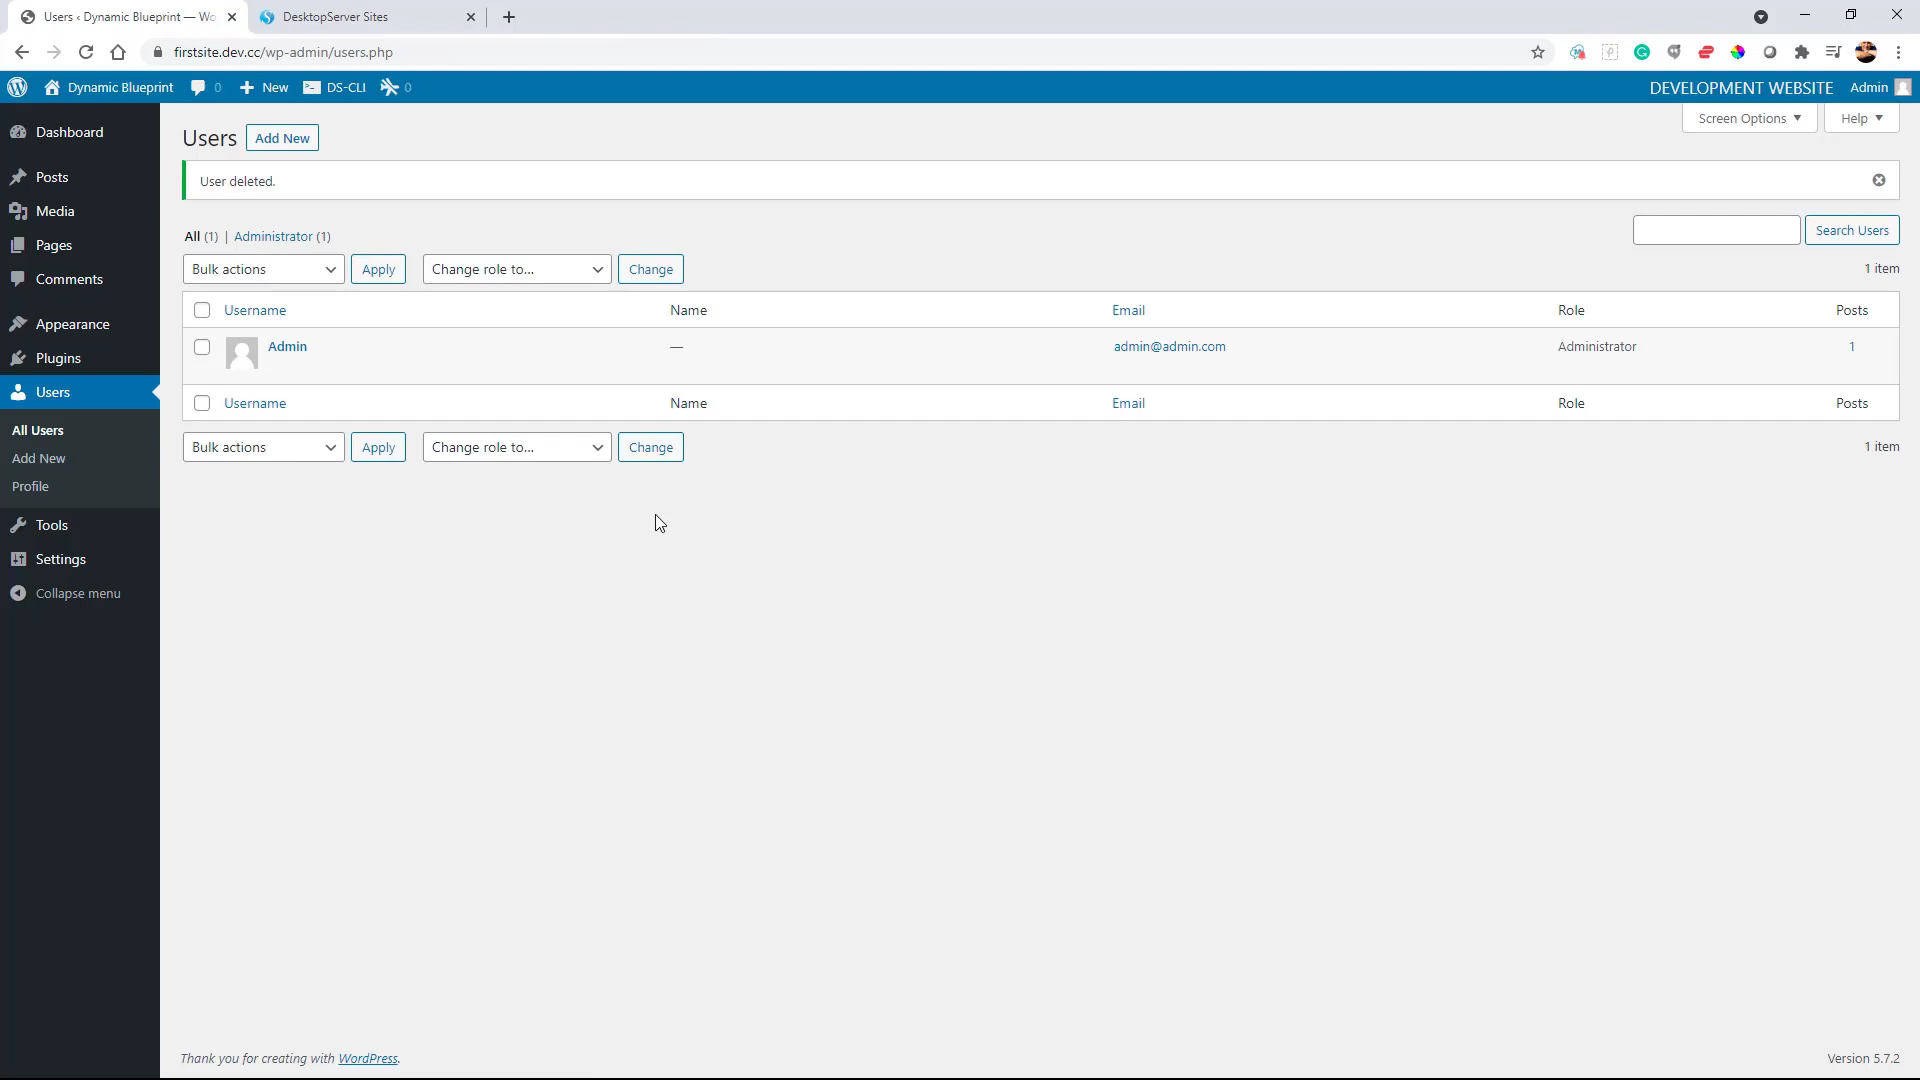 Users ‹ Dynamic Blueprint — Wo
DesktopServer Sites
firstsite.dev.cc/wp-admin/users.php
Dynamic Blueprint
0
New
DS-CLI
0
DEVELOPMENT WEBSITE
Admin
Dashboard
Posts
Media
Pages
Comments
Appearance
Plugins
Users
All Users
Add New
Profile
Tools
Settings
Collapse menu
Screen Options
Help
Users
Add New
User deleted.
All (1) | Administrator (1)
Search Users
Bulk actions
Apply
Change role to...
Change
1 item
Username
Name
Email
Role
Posts
Admin
—
admin@admin.com
Administrator
1
Username
Name
Email
Role
Posts
Bulk actions
Apply
Change role to...
Change
1 item
Thank you for creating with WordPress.
Version 5.7.2